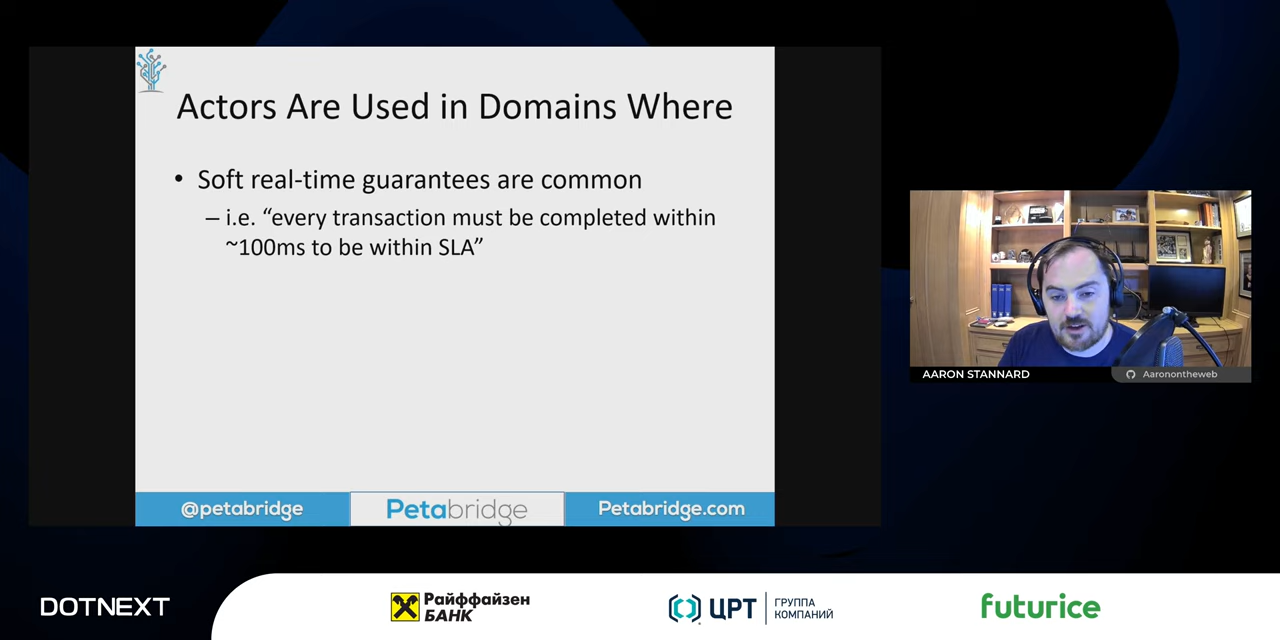 Actors Are Used in Domains Where
• Soft real-time guarantees are common
– i.e. “every transaction must be completed within
~100ms to be within SLA”
@petabridge
Petabridge
Petabridge.com
AARON STANNARD
Aaronontheweb
DOTNEXT
Райффайзен
БАНК
ЦРТ
ГРУППА
КОМПАНИЙ
futurice